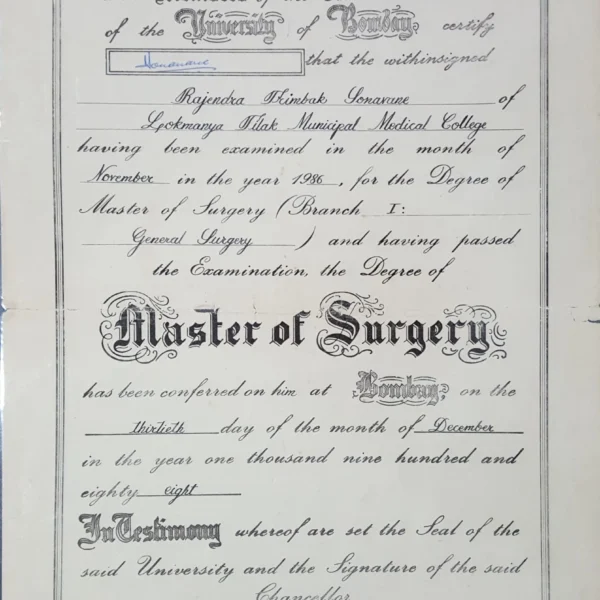 of the University of Bombay certify
Sonavane
that the withinsigned
Rajendra Trimbak Sonavane of
Lokmanya Tilak Municipal Medical College
having been examined in the month of
November in the year 1986, for the Degree of
Master of Surgery (Branch I:
General Surgery ) and having passed
the Examination, the Degree of
Master of Surgery
has been conferred on him at Bombay, on the
thirtieth day of the month of December
in the year one thousand nine hundred and
eighty eight
In Testimony whereof are set the Seal of the
said University and the Signature of the said
Chancellor